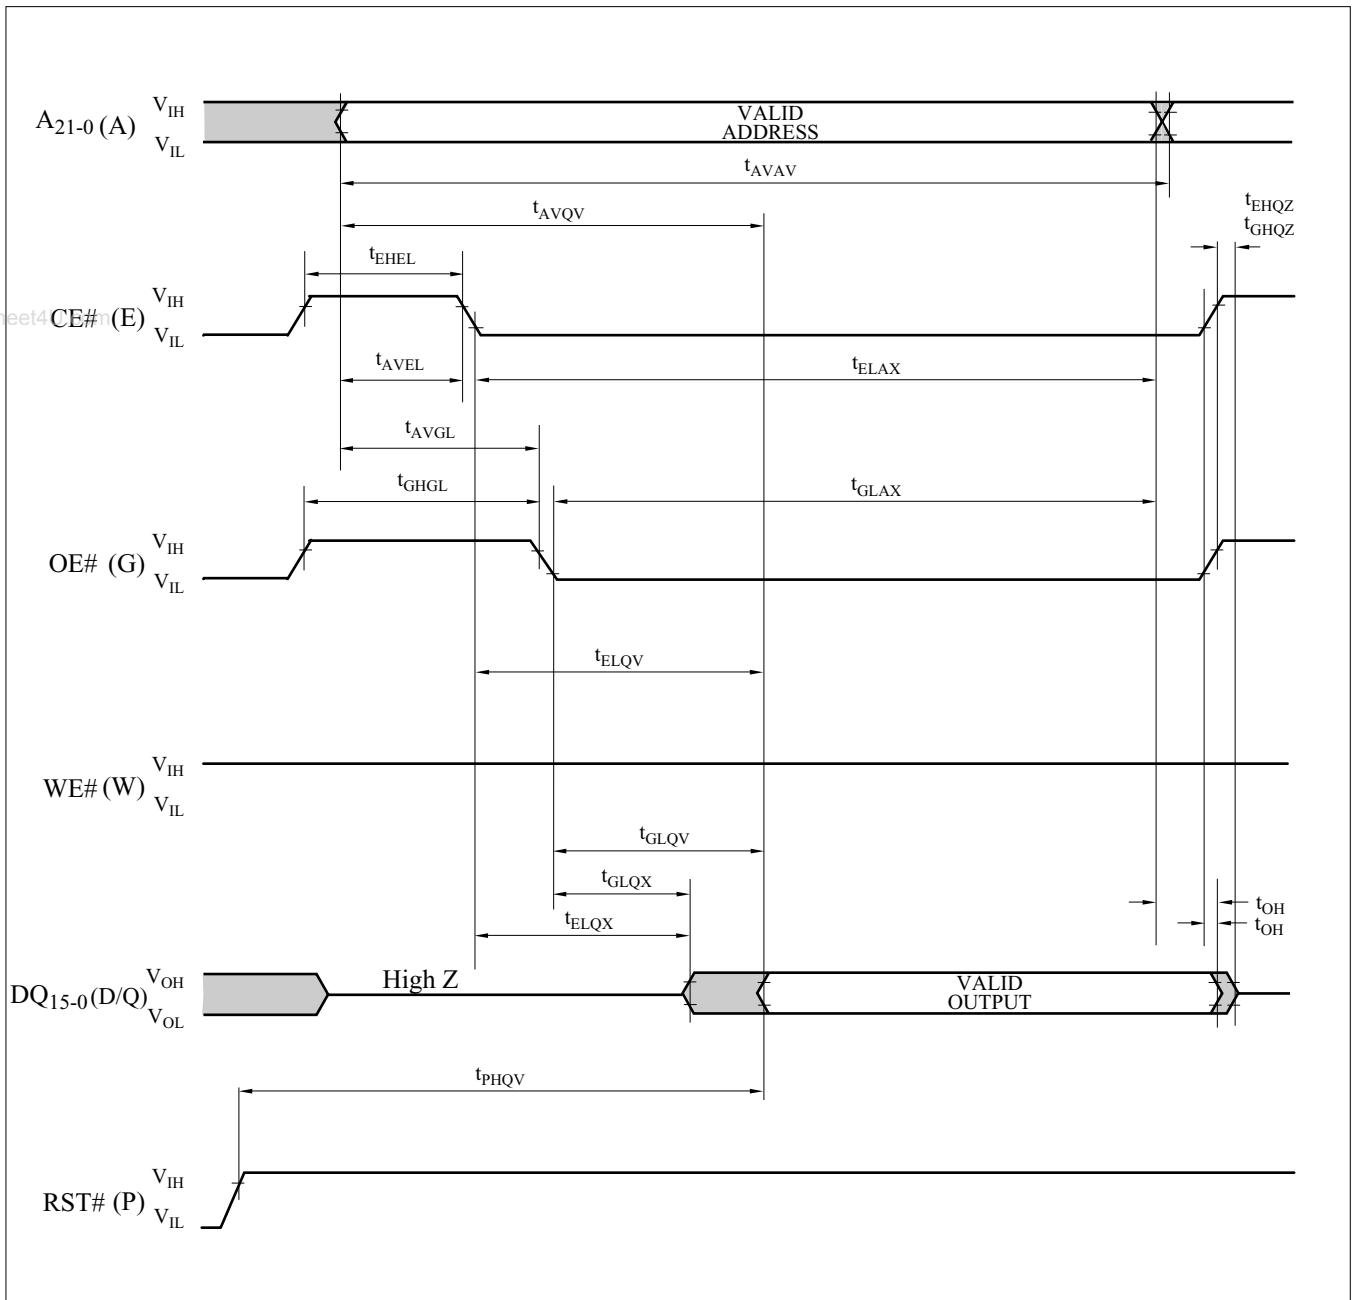 A21-0 (A)
VIH
VIL
VALID
ADDRESS
tAVAV
tAVQV
tEHQZ
tGHQZ
tEHEL
CE# (E)
VIH
VIL
tAVEL
tELAX
tAVGL
tGHGL
tGLAX
OE# (G)
VIH
VIL
tELQV
WE# (W)
VIH
VIL
tGLQV
tGLQX
tELQX
tOH
tOH
DQ15-0 (D/Q)
VOH
VOL
High Z
VALID
OUTPUT
tPHQV
RST# (P)
VIH
VIL